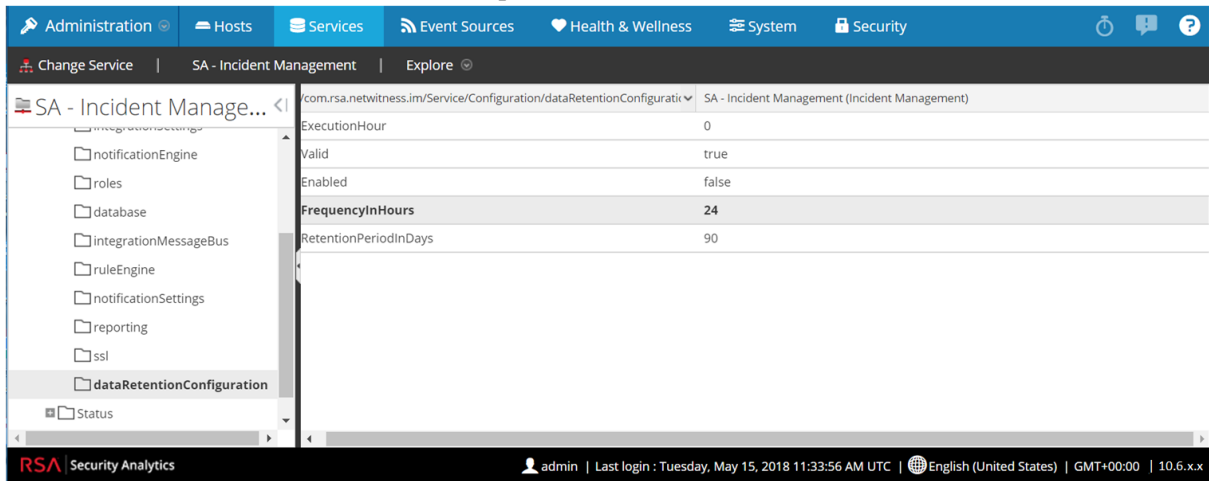 Administration Hosts Services Event Sources Health & Wellness System Security
Change Service | SA - Incident Management | Explore
SA - Incident Manage...
integrationSettings
notificationEngine
roles
database
integrationMessageBus
ruleEngine
notificationSettings
reporting
ssl
dataRetentionConfiguration
Status
/com.rsa.netwitness.im/Service/Configuration/dataRetentionConfiguratic SA - Incident Management (Incident Management)
ExecutionHour 0
Valid true
Enabled false
FrequencyInHours 24
RetentionPeriodInDays 90
RSA Security Analytics admin | Last login : Tuesday, May 15, 2018 11:33:56 AM UTC | English (United States) | GMT+00:00 | 10.6.x.x